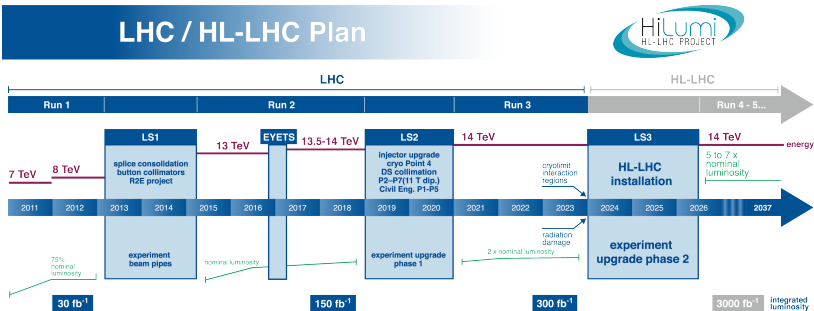 LHC / HL-LHC Plan
HiLumi
HL-LHC PROJECT
LHC
HL-LHC
Run 1
Run 2
Run 3
Run 4 - 5...
LS1
EYETS
LS2
LS3
7 TeV
8 TeV
13 TeV
13.5-14 TeV
14 TeV
14 TeV
energy
splice consolidation
button collimators
R2E project
injector upgrade
cryo Point 4
DS collimation
P2-P7(11 T dip.)
Civil Eng. P1-P5
cryolimit
interaction
regions
HL-LHC
installation
5 to 7 x
nominal
luminosity
2011 2012 2013 2014 2015 2016 2017 2018 2019 2020 2021 2022 2023 2024 2025 2026 2037
radiation
damage
75%
nominal
luminosity
experiment
beam pipes
nominal luminosity
experiment upgrade
phase 1
2 x nominal luminosity
experiment
upgrade phase 2
30 fb-1
150 fb-1
300 fb-1
3000 fb-1
integrated
luminosity